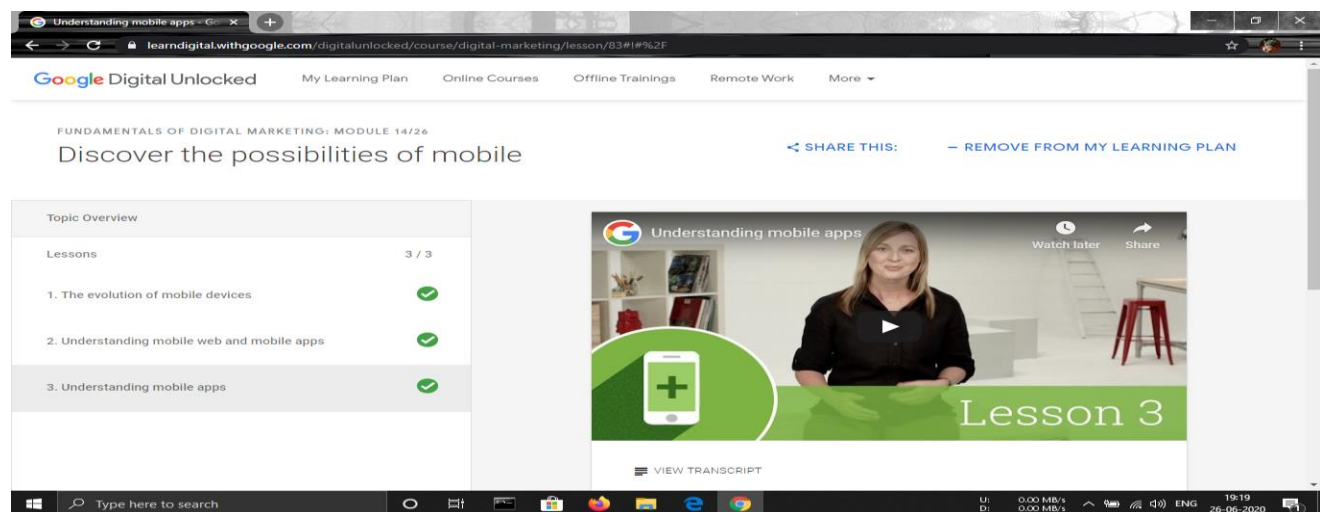 Understanding mobile apps - Go
learndigital.withgoogle.com/digitalunlocked/course/digital-marketing/lesson/83#!#%2F
Google Digital Unlocked My Learning Plan Online Courses Offline Trainings Remote Work More
FUNDAMENTALS OF DIGITAL MARKETING: MODULE 14/26
Discover the possibilities of mobile
SHARE THIS: REMOVE FROM MY LEARNING PLAN
Topic Overview
Lessons 3 / 3
1. The evolution of mobile devices
2. Understanding mobile web and mobile apps
3. Understanding mobile apps
Understanding mobile apps
Watch later Share
Lesson 3
VIEW TRANSCRIPT
Type here to search
U: 0.00 MB/s
D: 0.00 MB/s
ENG
19:19
26-06-2020